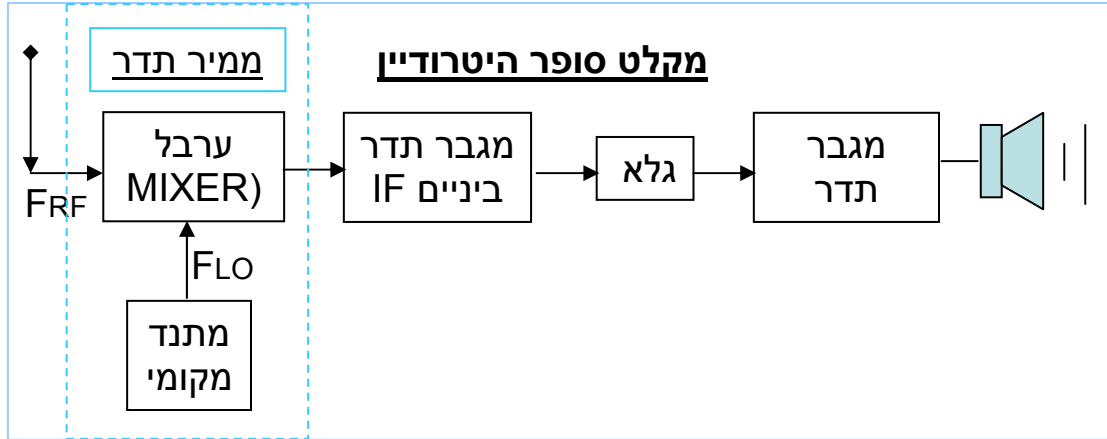 מקלט סופר היטרודיין
ממיר תדר
ערבל
MIXER)
מגבר תדר
ביניים IF
גלא
מגבר
תדר
FRF
FLO
מתנד
מקומי